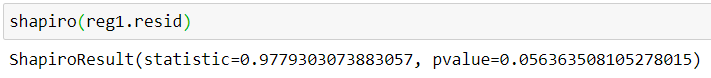 shapiro(reg1.resid)
ShapiroResult(statistic=0.9779303073883057, pvalue=0.056363508105278015)